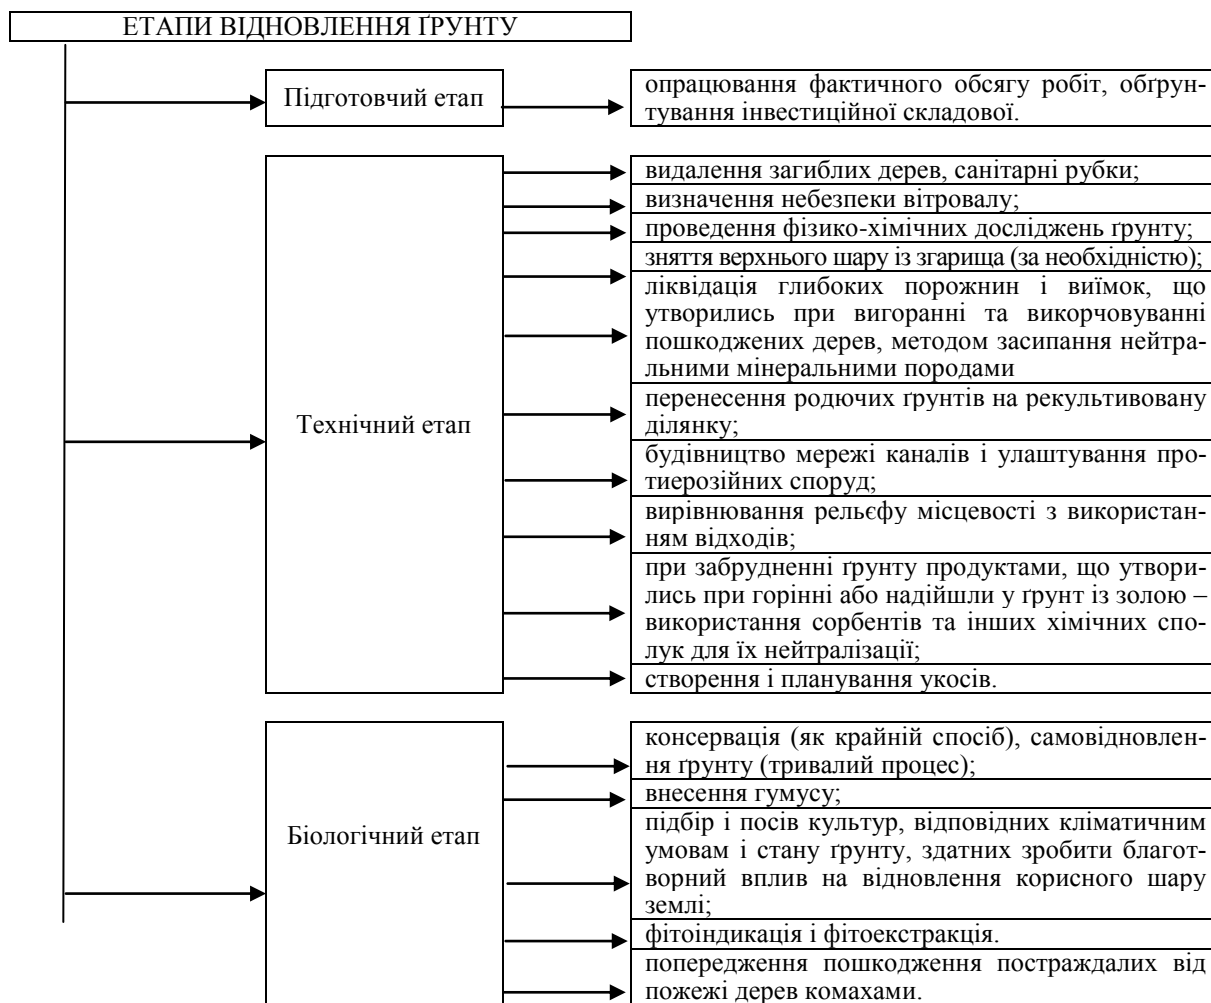 ЕТАПИ ВІДНОВЛЕННЯ ҐРУНТУ
Підготовчий етап
опрацювання фактичного обсягу робіт, обґрун-
тування інвестиційної складової.
Технічний етап
видалення загиблих дерев, санітарні рубки;
визначення небезпеки вітровалу;
проведення фізико-хімічних досліджень ґрунту;
зняття верхнього шару із згарища (за необхідністю);
ліквідація глибоких порожнин і виїмок, що
утворились при вигоранні та викорчовуванні
пошкоджених дерев, методом засипання нейтра-
льними мінеральними породами
перенесення родючих ґрунтів на рекультивовану
ділянку;
будівництво мережі каналів і улаштування про-
тиерозійних споруд;
вирівнювання рельєфу місцевості з використан-
ням відходів;
при забрудненні ґрунту продуктами, що утвори-
лись при горінні або надійшли у ґрунт із золою –
використання сорбентів та інших хімічних спо-
лук для їх нейтралізації;
створення і планування укосів.
Біологічний етап
консервація (як крайній спосіб), самовідновлен-
ня ґрунту (тривалий процес);
внесення гумусу;
підбір і посів культур, відповідних кліматичним
умовам і стану ґрунту, здатних зробити благот-
ворний вплив на відновлення корисного шару
землі;
фітоіндикація і фітоекстракція.
попередження пошкодження постраждалих від
пожежі дерев комахами.